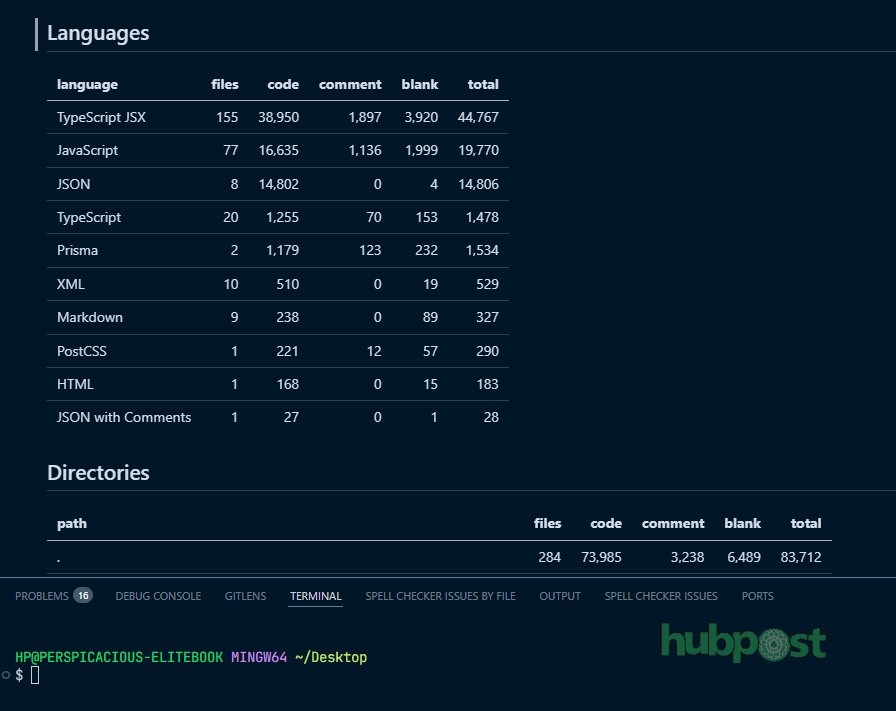 Languages
language files code comment blank total
TypeScript JSX 155 38,950 1,897 3,920 44,767
JavaScript 77 16,635 1,136 1,999 19,770
JSON 8 14,802 0 4 14,806
TypeScript 20 1,255 70 153 1,478
Prisma 2 1,179 123 232 1,534
XML 10 510 0 19 529
Markdown 9 238 0 89 327
PostCSS 1 221 12 57 290
HTML 1 168 0 15 183
JSON with Comments 1 27 0 1 28
Directories
path files code comment blank total
. 284 73,985 3,238 6,489 83,712
PROBLEMS 16 DEBUG CONSOLE GITLENS TERMINAL SPELL CHECKER ISSUES BY FILE OUTPUT SPELL CHECKER ISSUES PORTS
hubpost
HP@PERSPICACIOUS-ELITEBOOK MINGW64 ~/Desktop
$